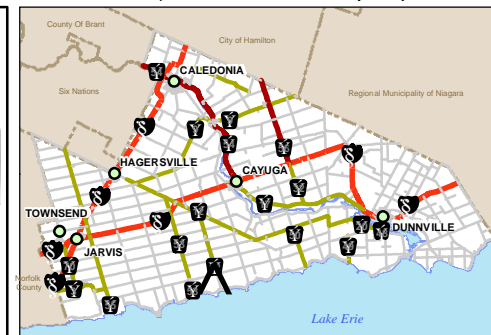 County Of Brant
City of Hamilton
CALEDONIA
Six Nations
Regional Municipality of Niagara
HAGERSVILLE
CAYUGA
TOWNSEND
DUNNVILLE
JARVIS
Norfolk
County
Lake Erie